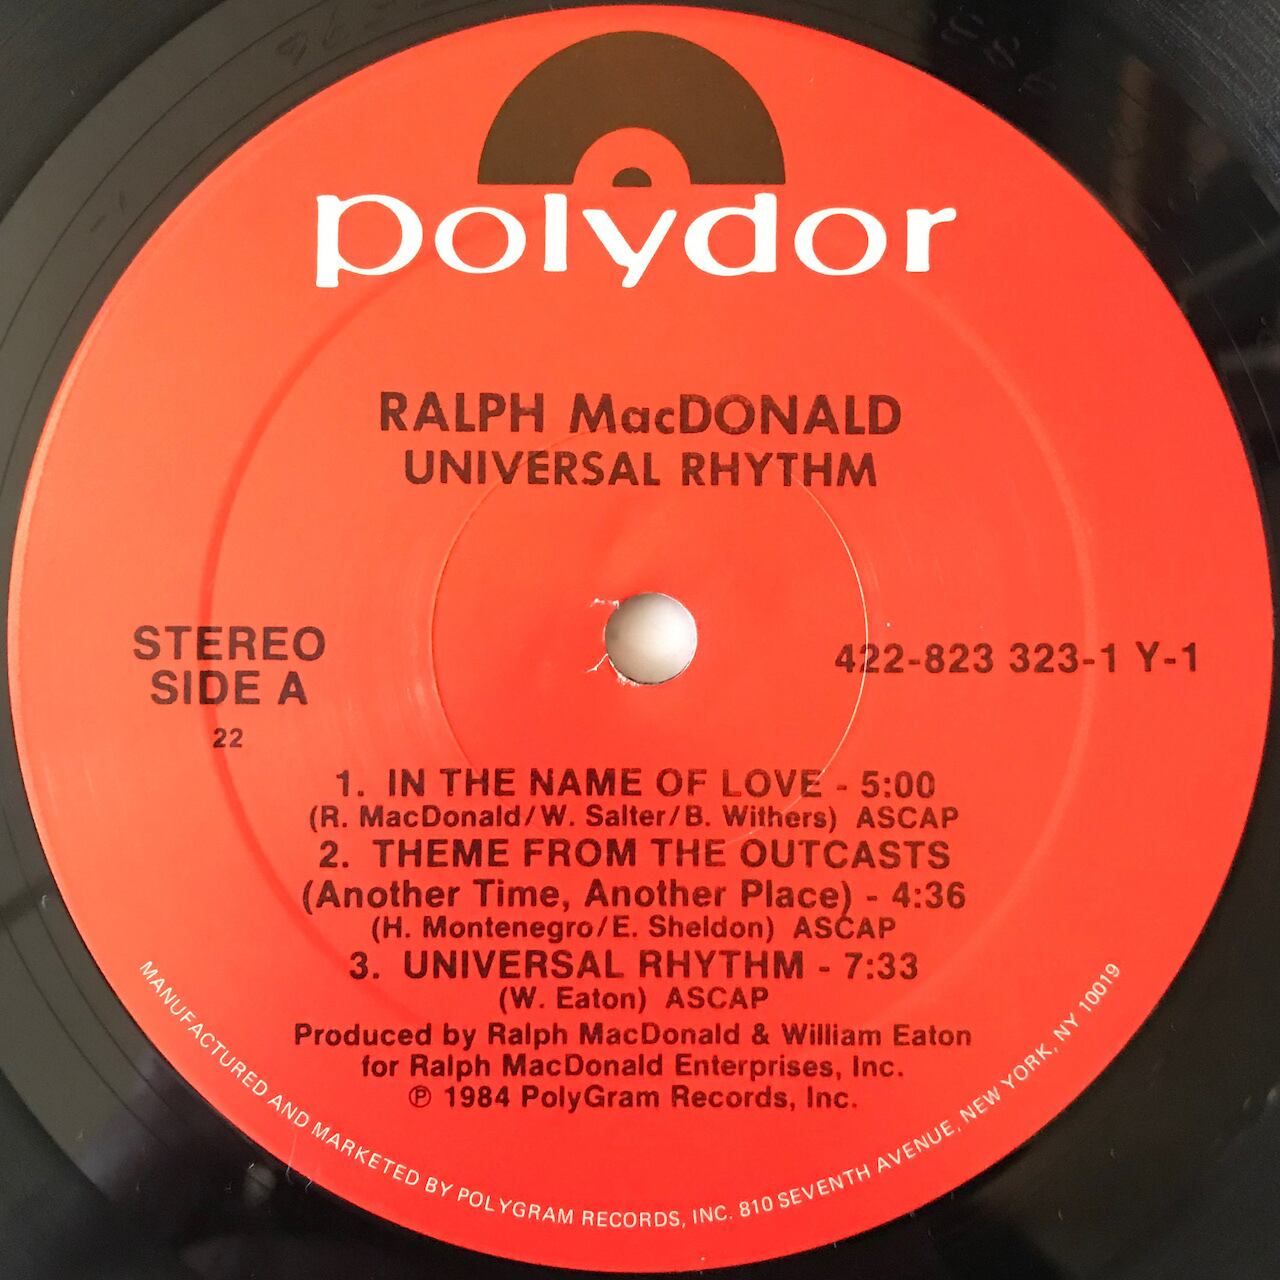 polydor
RALPH MacDONALD
UNIVERSAL RHYTHM
STEREO
SIDE A
22
422-823 323-1 Y-1
1. IN THE NAME OF LOVE - 5:00
(R. MacDonald/W. Salter/B. Withers) ASCAP
2. THEME FROM THE OUTCASTS
(Another Time, Another Place) - 4:36
(H. Montenegro/E. Sheldon) ASCAP
3. UNIVERSAL RHYTHM - 7:33
(W. Eaton) ASCAP
Produced by Ralph MacDonald & William Eaton
for Ralph MacDonald Enterprises, Inc.
℗ 1984 PolyGram Records, Inc.
MANUFACTURED AND MARKETED BY POLYGRAM RECORDS, INC. 810 SEVENTH AVENUE, NEW YORK, NY 10019